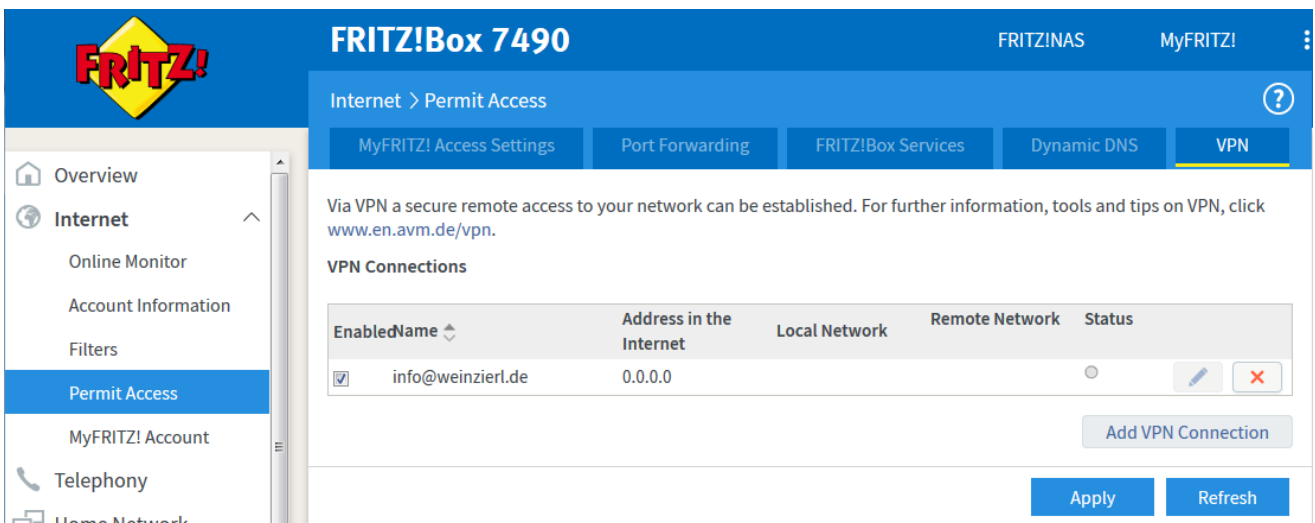 FRITZ!
FRITZ!Box 7490
FRITZ!NAS
MyFRITZ!
Internet > Permit Access
?
MyFRITZ! Access Settings
Port Forwarding
FRITZ!Box Services
Dynamic DNS
VPN
Overview
Internet
Online Monitor
Account Information
Filters
Permit Access
MyFRITZ! Account
Telephony
Home Network
Via VPN a secure remote access to your network can be established. For further information, tools and tips on VPN, click
www.en.avm.de/vpn.
VPN Connections
Enabled
Name
Address in the
Internet
Local Network
Remote Network
Status
info@weinzierl.de
0.0.0.0
Add VPN Connection
Apply
Refresh